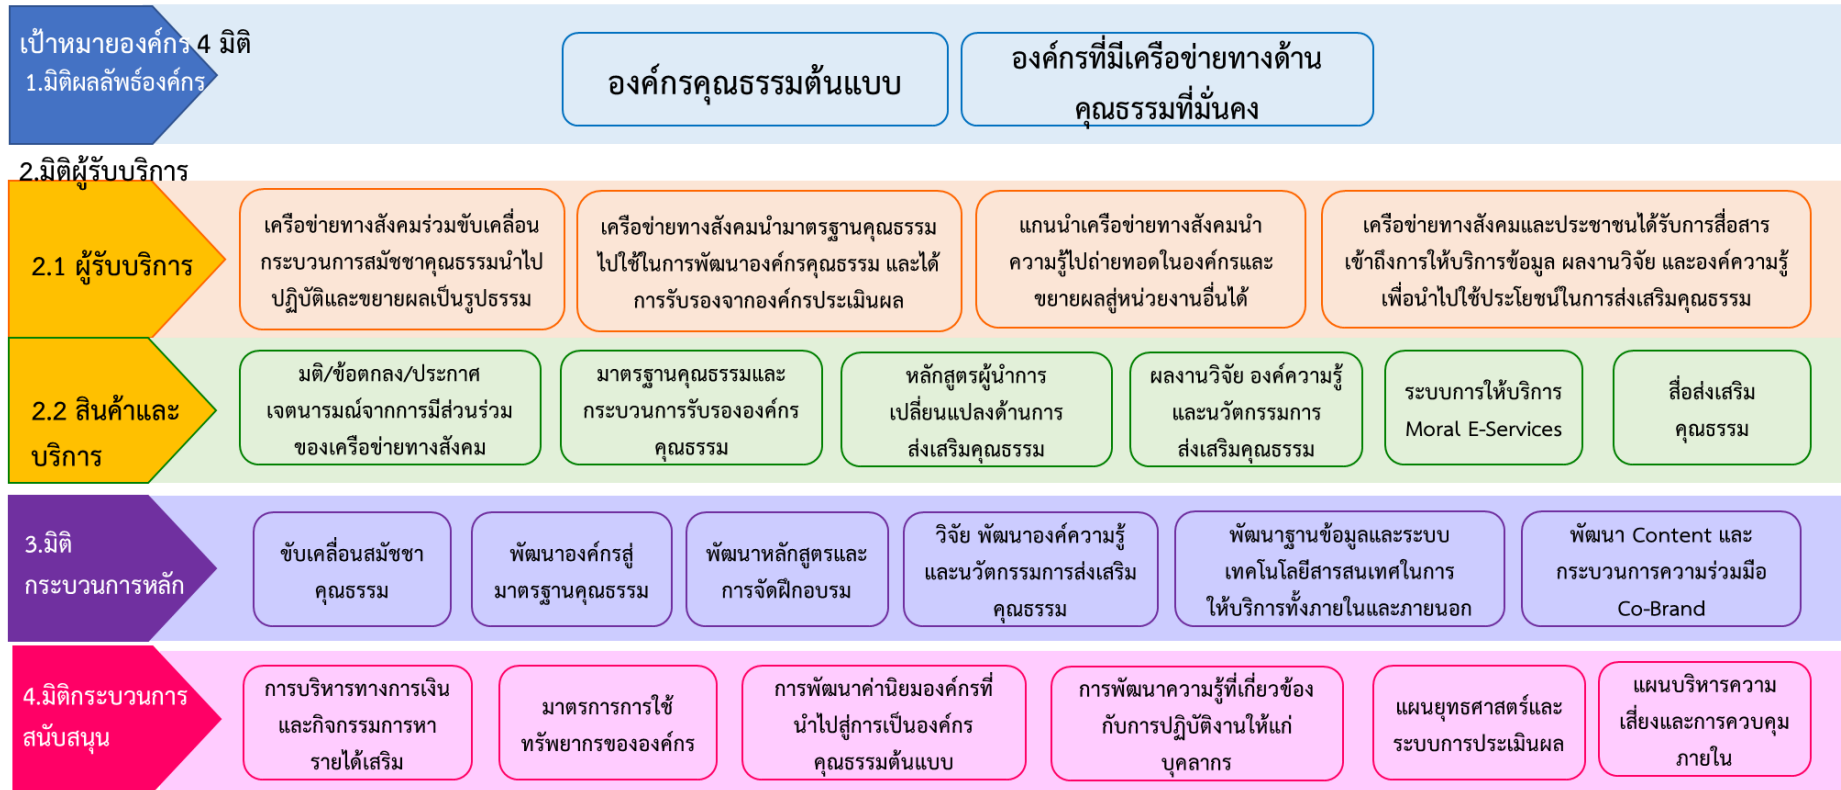 เป้าหมายองค์กร 4 มิติ
1.มิติผลลัพธ์องค์กร
องค์กรคุณธรรมต้นแบบ
องค์กรที่มีเครือข่ายทางด้าน
คุณธรรมที่มั่นคง
2.มิติผู้รับบริการ
2.1 ผู้รับบริการ
เครือข่ายทางสังคมร่วมขับเคลื่อน
กระบวนการสมัชชาคุณธรรมนำไป
ปฏิบัติและขยายผลเป็นรูปธรรม
เครือข่ายทางสังคมนำมาตรฐานคุณธรรม
ไปใช้ในการพัฒนาองค์กรคุณธรรม และได้
การรับรองจากองค์กรประเมินผล
แกนนำเครือข่ายทางสังคมนำ
ความรู้ไปถ่ายทอดในองค์กรและ
ขยายผลสู่หน่วยงานอื่นได้
เครือข่ายทางสังคมและประชาชนได้รับการสื่อสาร
เข้าถึงการให้บริการข้อมูล ผลงานวิจัย และองค์ความรู้
เพื่อนำไปใช้ประโยชน์ในการส่งเสริมคุณธรรม
2.2 สินค้าและ
บริการ
มติ/ข้อตกลง/ประกาศ
เจตนารมณ์จากการมีส่วนร่วม
ของเครือข่ายทางสังคม
มาตรฐานคุณธรรมและ
กระบวนการรับรององค์กร
คุณธรรม
หลักสูตรผู้นำการ
เปลี่ยนแปลงด้านการ
ส่งเสริมคุณธรรม
ผลงานวิจัย องค์ความรู้
และนวัตกรรมการ
ส่งเสริมคุณธรรม
ระบบการให้บริการ
Moral E-Services
สื่อส่งเสริม
คุณธรรม
3.มิติ
กระบวนการหลัก
ขับเคลื่อนสมัชชา
คุณธรรม
พัฒนาองค์กรสู่
มาตรฐานคุณธรรม
พัฒนาหลักสูตรและ
การจัดฝึกอบรม
วิจัย พัฒนาองค์ความรู้
และนวัตกรรมการส่งเสริม
คุณธรรม
พัฒนาฐานข้อมูลและระบบ
เทคโนโลยีสารสนเทศในการ
ให้บริการทั้งภายในและภายนอก
พัฒนา Content และ
กระบวนการความร่วมมือ
Co-Brand
4.มิติกระบวนการ
สนับสนุน
การบริหารทางการเงิน
และกิจกรรมการหา
รายได้เสริม
มาตรการการใช้
ทรัพยากรขององค์กร
การพัฒนาค่านิยมองค์กรที่
นำไปสู่การเป็นองค์กร
คุณธรรมต้นแบบ
การพัฒนาความรู้ที่เกี่ยวข้อง
กับการปฏิบัติงานให้แก่
บุคลากร
แผนยุทธศาสตร์และ
ระบบการประเมินผล
แผนบริหารความ
เสี่ยงและการควบคุม
ภายใน